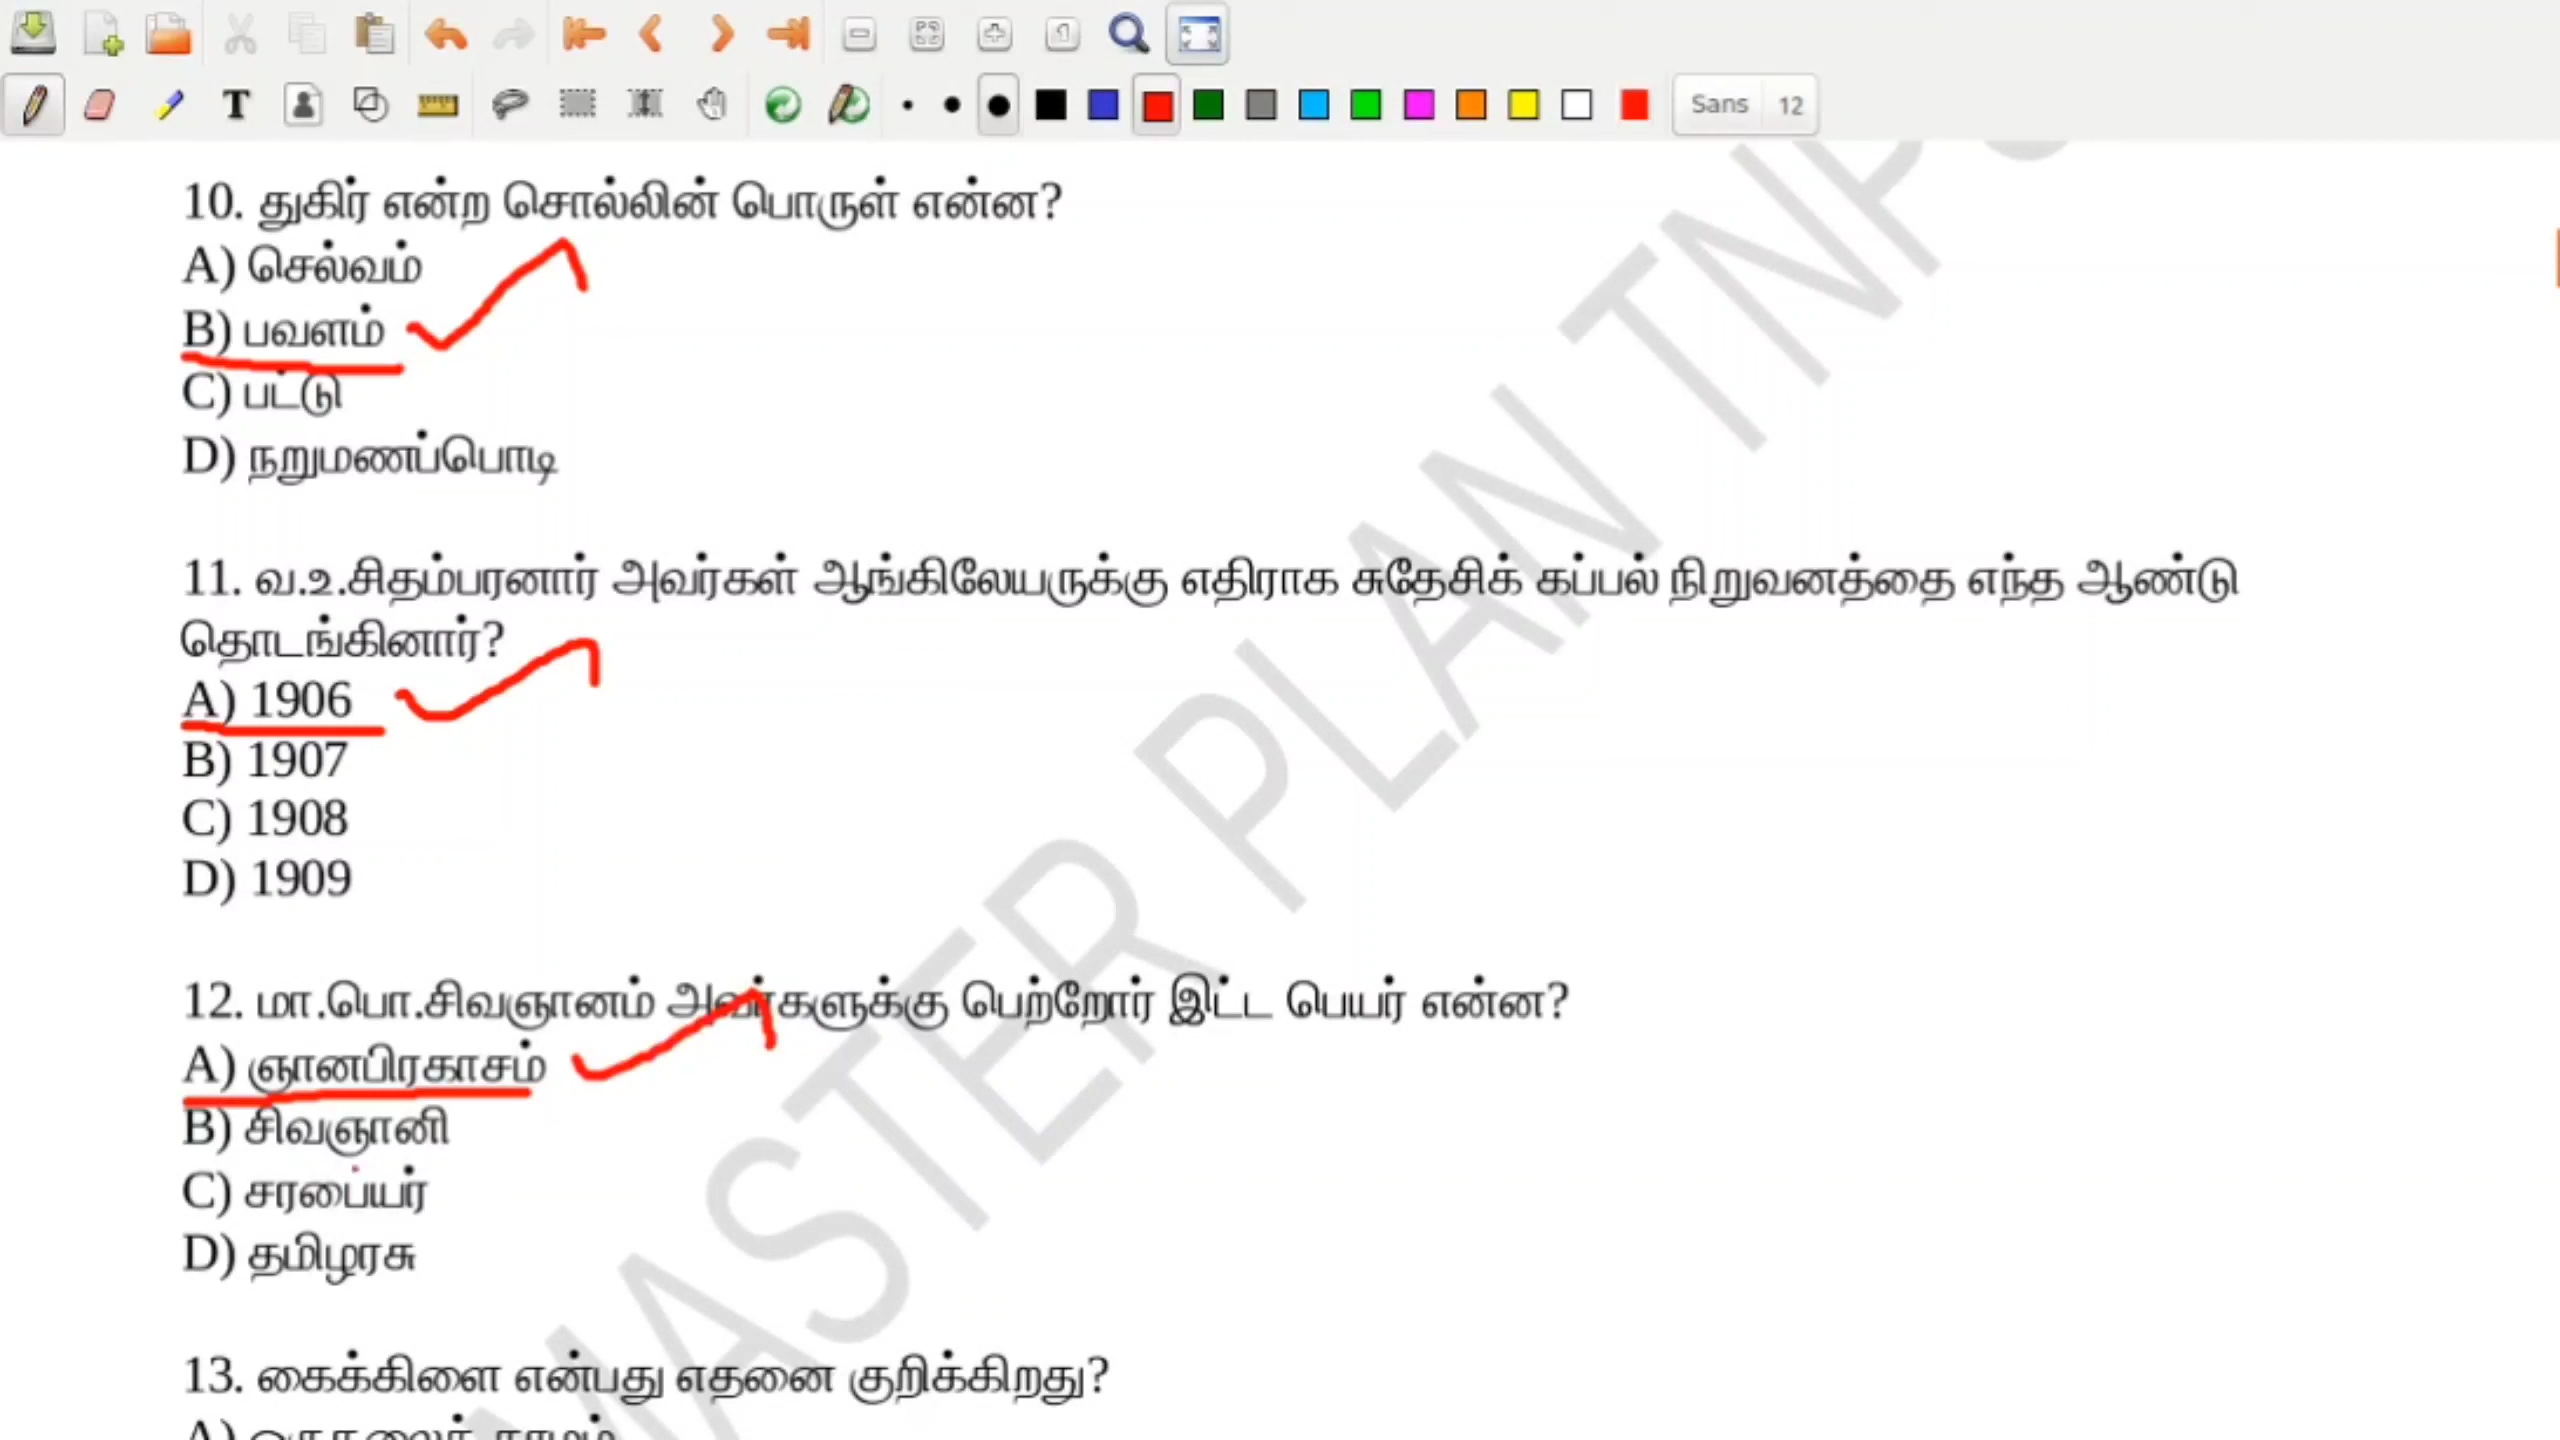 Sans 12
10. துகிர் என்ற சொல்லின் பொருள் என்ன?
A) செல்வம்
B) பவளம்
C) பட்டு
D) நறுமணப்பொடி
11. வ.உ.சிதம்பரனார் அவர்கள் ஆங்கிலேயருக்கு எதிராக சுதேசிக் கப்பல் நிறுவனத்தை எந்த ஆண்டு
தொடங்கினார்?
A) 1906
B) 1907
C) 1908
D) 1909
12. மா.பொ.சிவஞானம் அவர்களுக்கு பெற்றோர் இட்ட பெயர் என்ன?
A) ஞானபிரகாசம்
B) சிவஞானி
C) சரபையர்
D) தமிழரசு
13. கைக்கிளை என்பது எதனை குறிக்கிறது?
MASTER PLAN